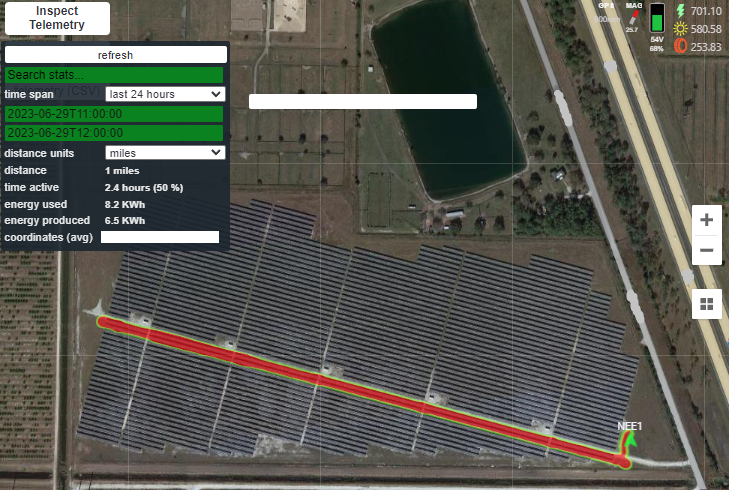 Inspect
Telemetry
GPS MAG
25.7
54V
68%
701.10
580.58
253.83
refresh
Search stats...
(CSV)
time span last 24 hours
2023-06-29T11:00:00
2023-06-29T12:00:00
distance units miles
distance 1 miles
time active 2.4 hours (50 %)
energy used 8.2 KWh
energy produced 6.5 KWh
coordinates (avg)
+
−
NEE1